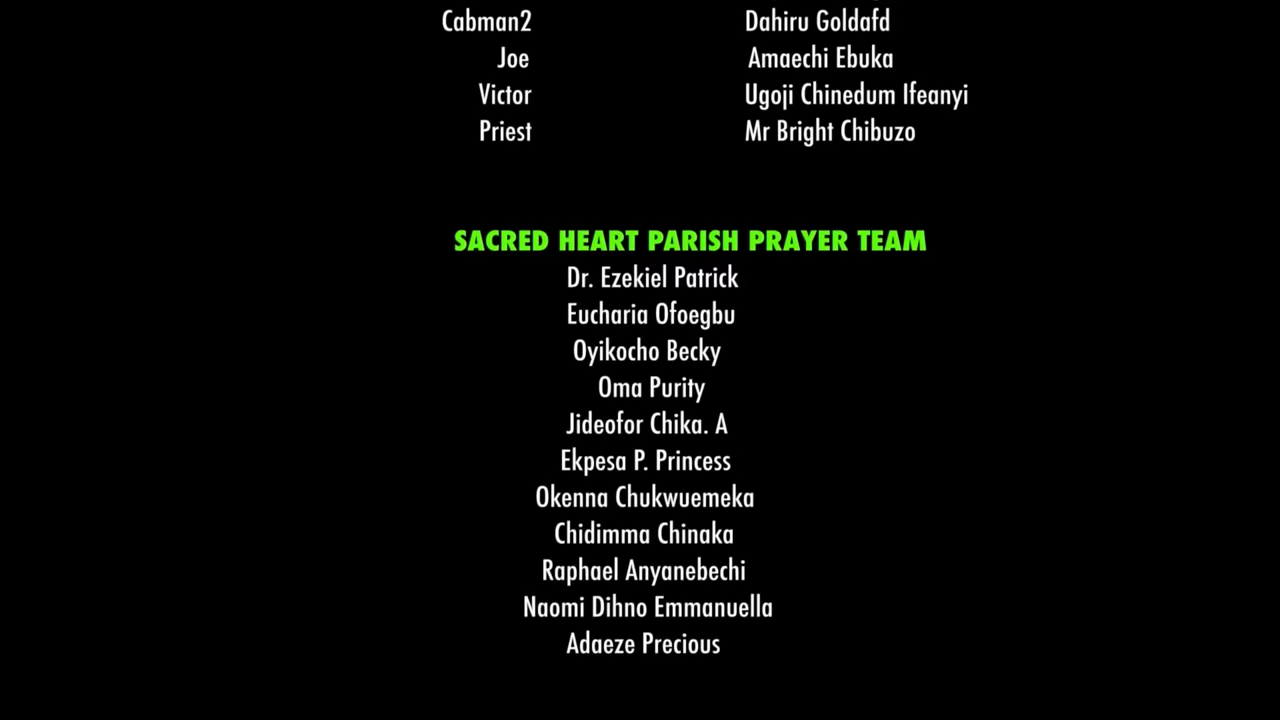 Cabman2 Dahiru Goldafd
Joe Amaechi Ebuka
Victor Ugoji Chinedum Ifeanyi
Priest Mr Bright Chibuzo
SACRED HEART PARISH PRAYER TEAM
Dr. Ezekiel Patrick
Eucharia Ofoegbu
Oyikocho Becky
Oma Purity
Jideofor Chika. A
Ekpesa P. Princess
Okenna Chukwuemeka
Chidimma Chinaka
Raphael Anyanebechi
Naomi Dihno Emmanuella
Adaeze Precious